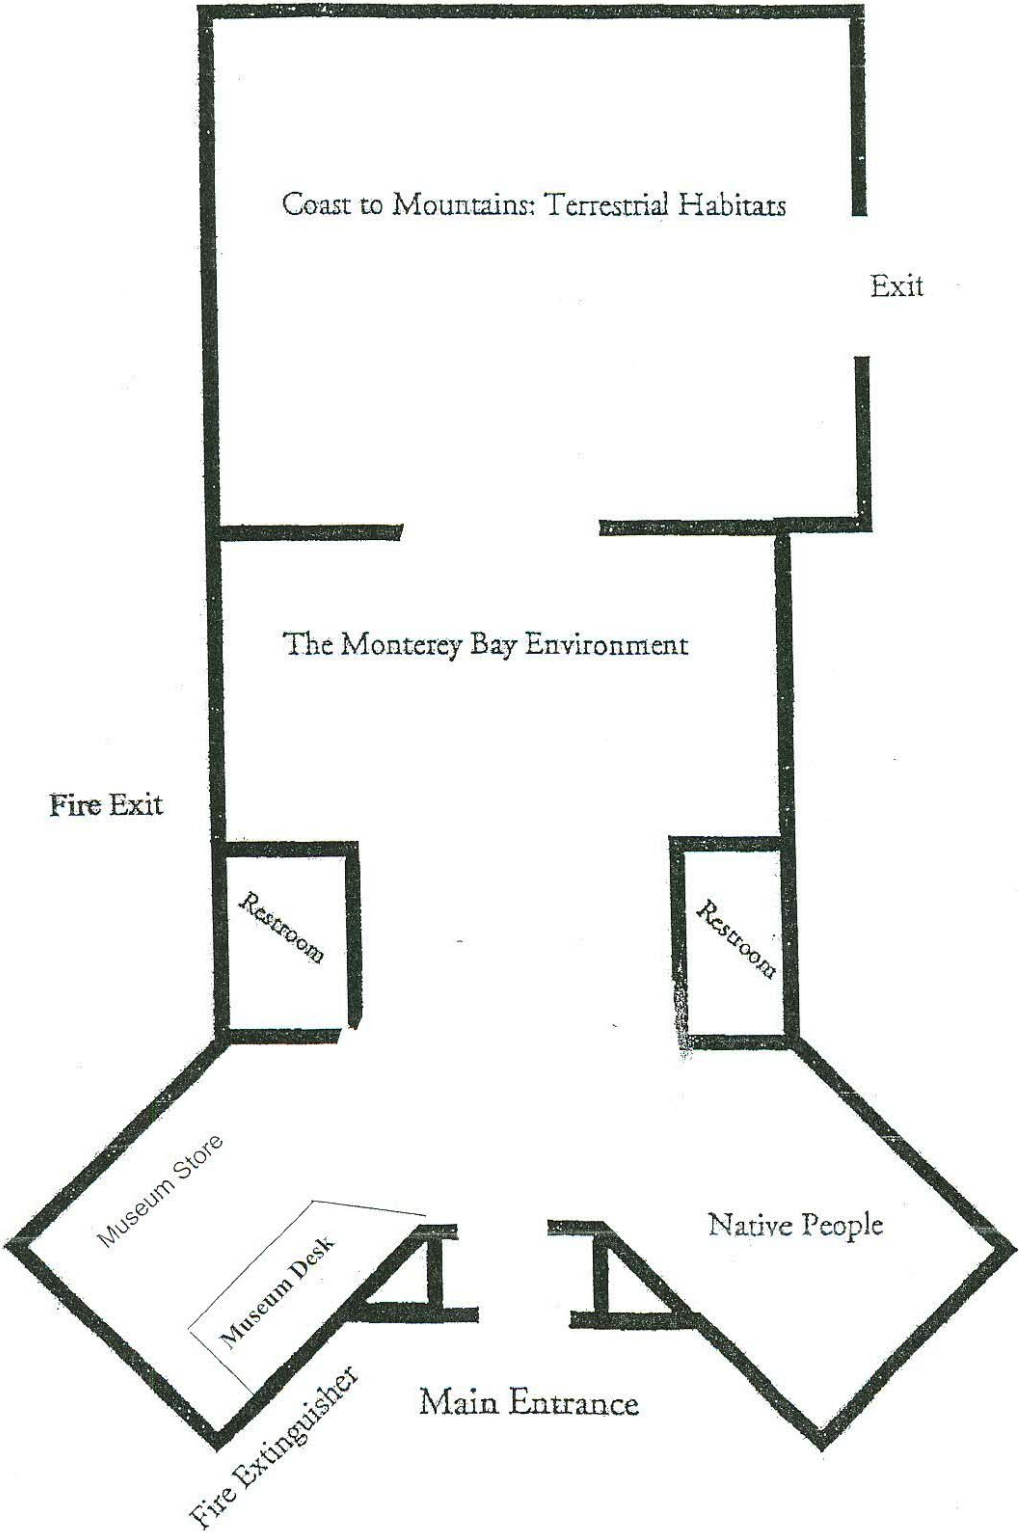 Coast to Mountains: Terrestrial Habitats
Exit
The Monterey Bay Environment
Fire Exit
Restroom
Restroom
Museum Store
Museum Desk
Native People
Main Entrance
Fire Extinguisher